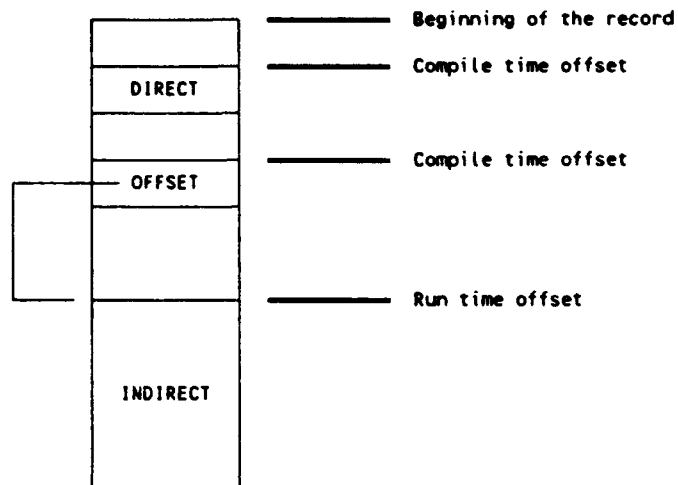 Beginning of the record
Compile time offset
DIRECT
Compile time offset
OFFSET
Run time offset
INDIRECT